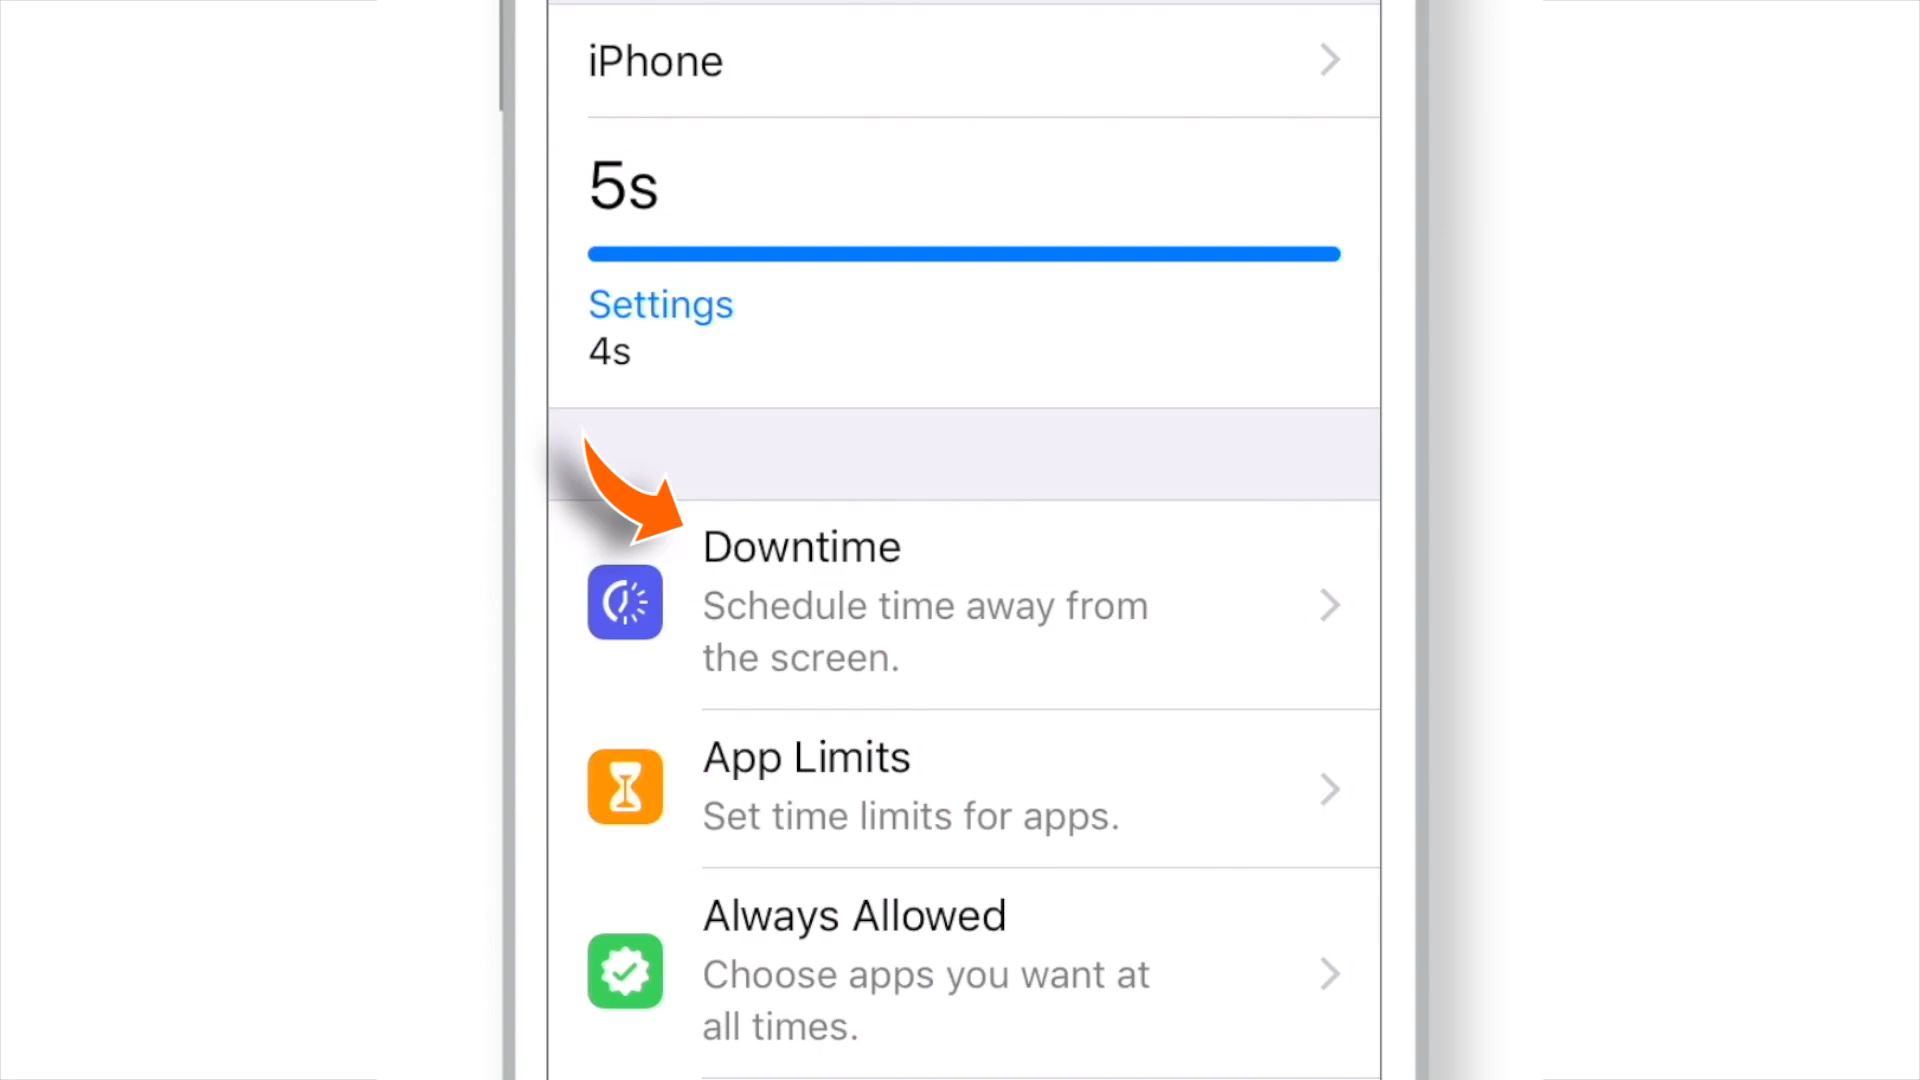 iPhone
5s
Settings
4s
Downtime
Schedule time away from
the screen.
App Limits
Set time limits for apps.
Always Allowed
Choose apps you want at
all times.